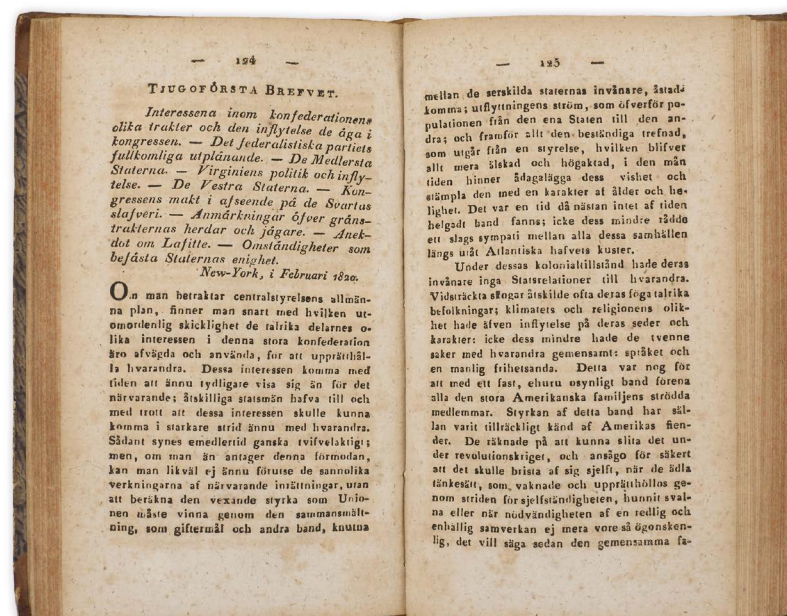 — 124 —
TJUGOFÖRSTA BREFVET.
Interessena inom konfederationens
olika trakter och den inflytelse de äga i
kongressen. — Det federalistiska partiets
fullkomliga utplånande. — De Medlersta
Staterna. — Virginiens politik och infly-
telse. — De Vestra Staterna. — Kon-
gressens makt i afseende på de Svartas
slafveri. — Anmärkningar öfver gräns-
trakternas herdar och jägare. — Anek-
dot om Lafitte. — Omständigheter som
befästa Staternas enighet.
New-York, i Februari 1820.
Om man betraktar centralstyrelsens allmän-
na plan, finner man snart med hvilken ut-
omordenlig skicklighet de talrika delarnes o-
lika interessen i denna stora konfederation
äro afvägda och använda, för att upprätthål-
la hvarandra. Dessa interessen komma med
tiden att ännu tydligare visa sig än för det
närvarande; åtskilliga statsmän hafva till och
med trott att dessa interessen skulle kunna
komma i starkare strid ännu med hvarandra.
Sådant synes emedlertid ganska tvifvelaktigt;
men, om man än antager denna förmodan,
kan man likväl ej ännu förutse de sannolika
verkningarna af närvarande inrättningar, utan
att beräkna den vexande styrka som Unio-
nen måste vinna genom den sammansmält-
ning, som giftermål och andra band, knutna
— 125 —
mellan de serskilda staternas invånare, åstad-
komma; utflyttningens ström, som öfverför po-
pulationen från den ena Staten till den an-
dra; och framför allt den beständiga trefnad,
som utgår från en styrelse, hvilken blifver
allt mera älskad och högaktad, i den mån
tiden hinner ådagalägga dess vishet och
stämpla den med en karakter af ålder och he-
lighet. Det var en tid då nästan intet af tiden
helgadt band fanns; icke dess mindre rådde
ett slags sympati mellan alla dessa samhällen
längs utåt Atlantiska hafvets kuster.
Under dessas kolonialtillstånd hade deras
invånare inga Statsrelationer till hvarandra.
Vidsträckta skogar åtskilde ofta deras föga talrika
befolkningar; klimatets och religionens olik-
het hade äfven inflytelse på deras seder och
karakter: icke dess mindre hade de tvenne
saker med hvarandra gemensamt: språket och
en manlig frihetsanda. Detta var nog för
att med ett fast, ehuru osynligt band förena
alla den stora Amerikanska familjens strödda
medlemmar. Styrkan af detta band har säl-
lan varit tillräckligt känd af Amerikas fien-
der. De räknade på att kunna slita det un-
der revolutionskriget, och ansågo för säkert
att det skulle brista af sig sjelft, när de ädla
tänkesätt, som vaknade och upprätthöllos ge-
nom striden för sjelfständigheten, hunnit sval-
na eller när nödvändigheten af en redlig och
enhällig samverkan ej mera vore så ögonsken-
lig, det vill säga sedan den gemensamma fa-